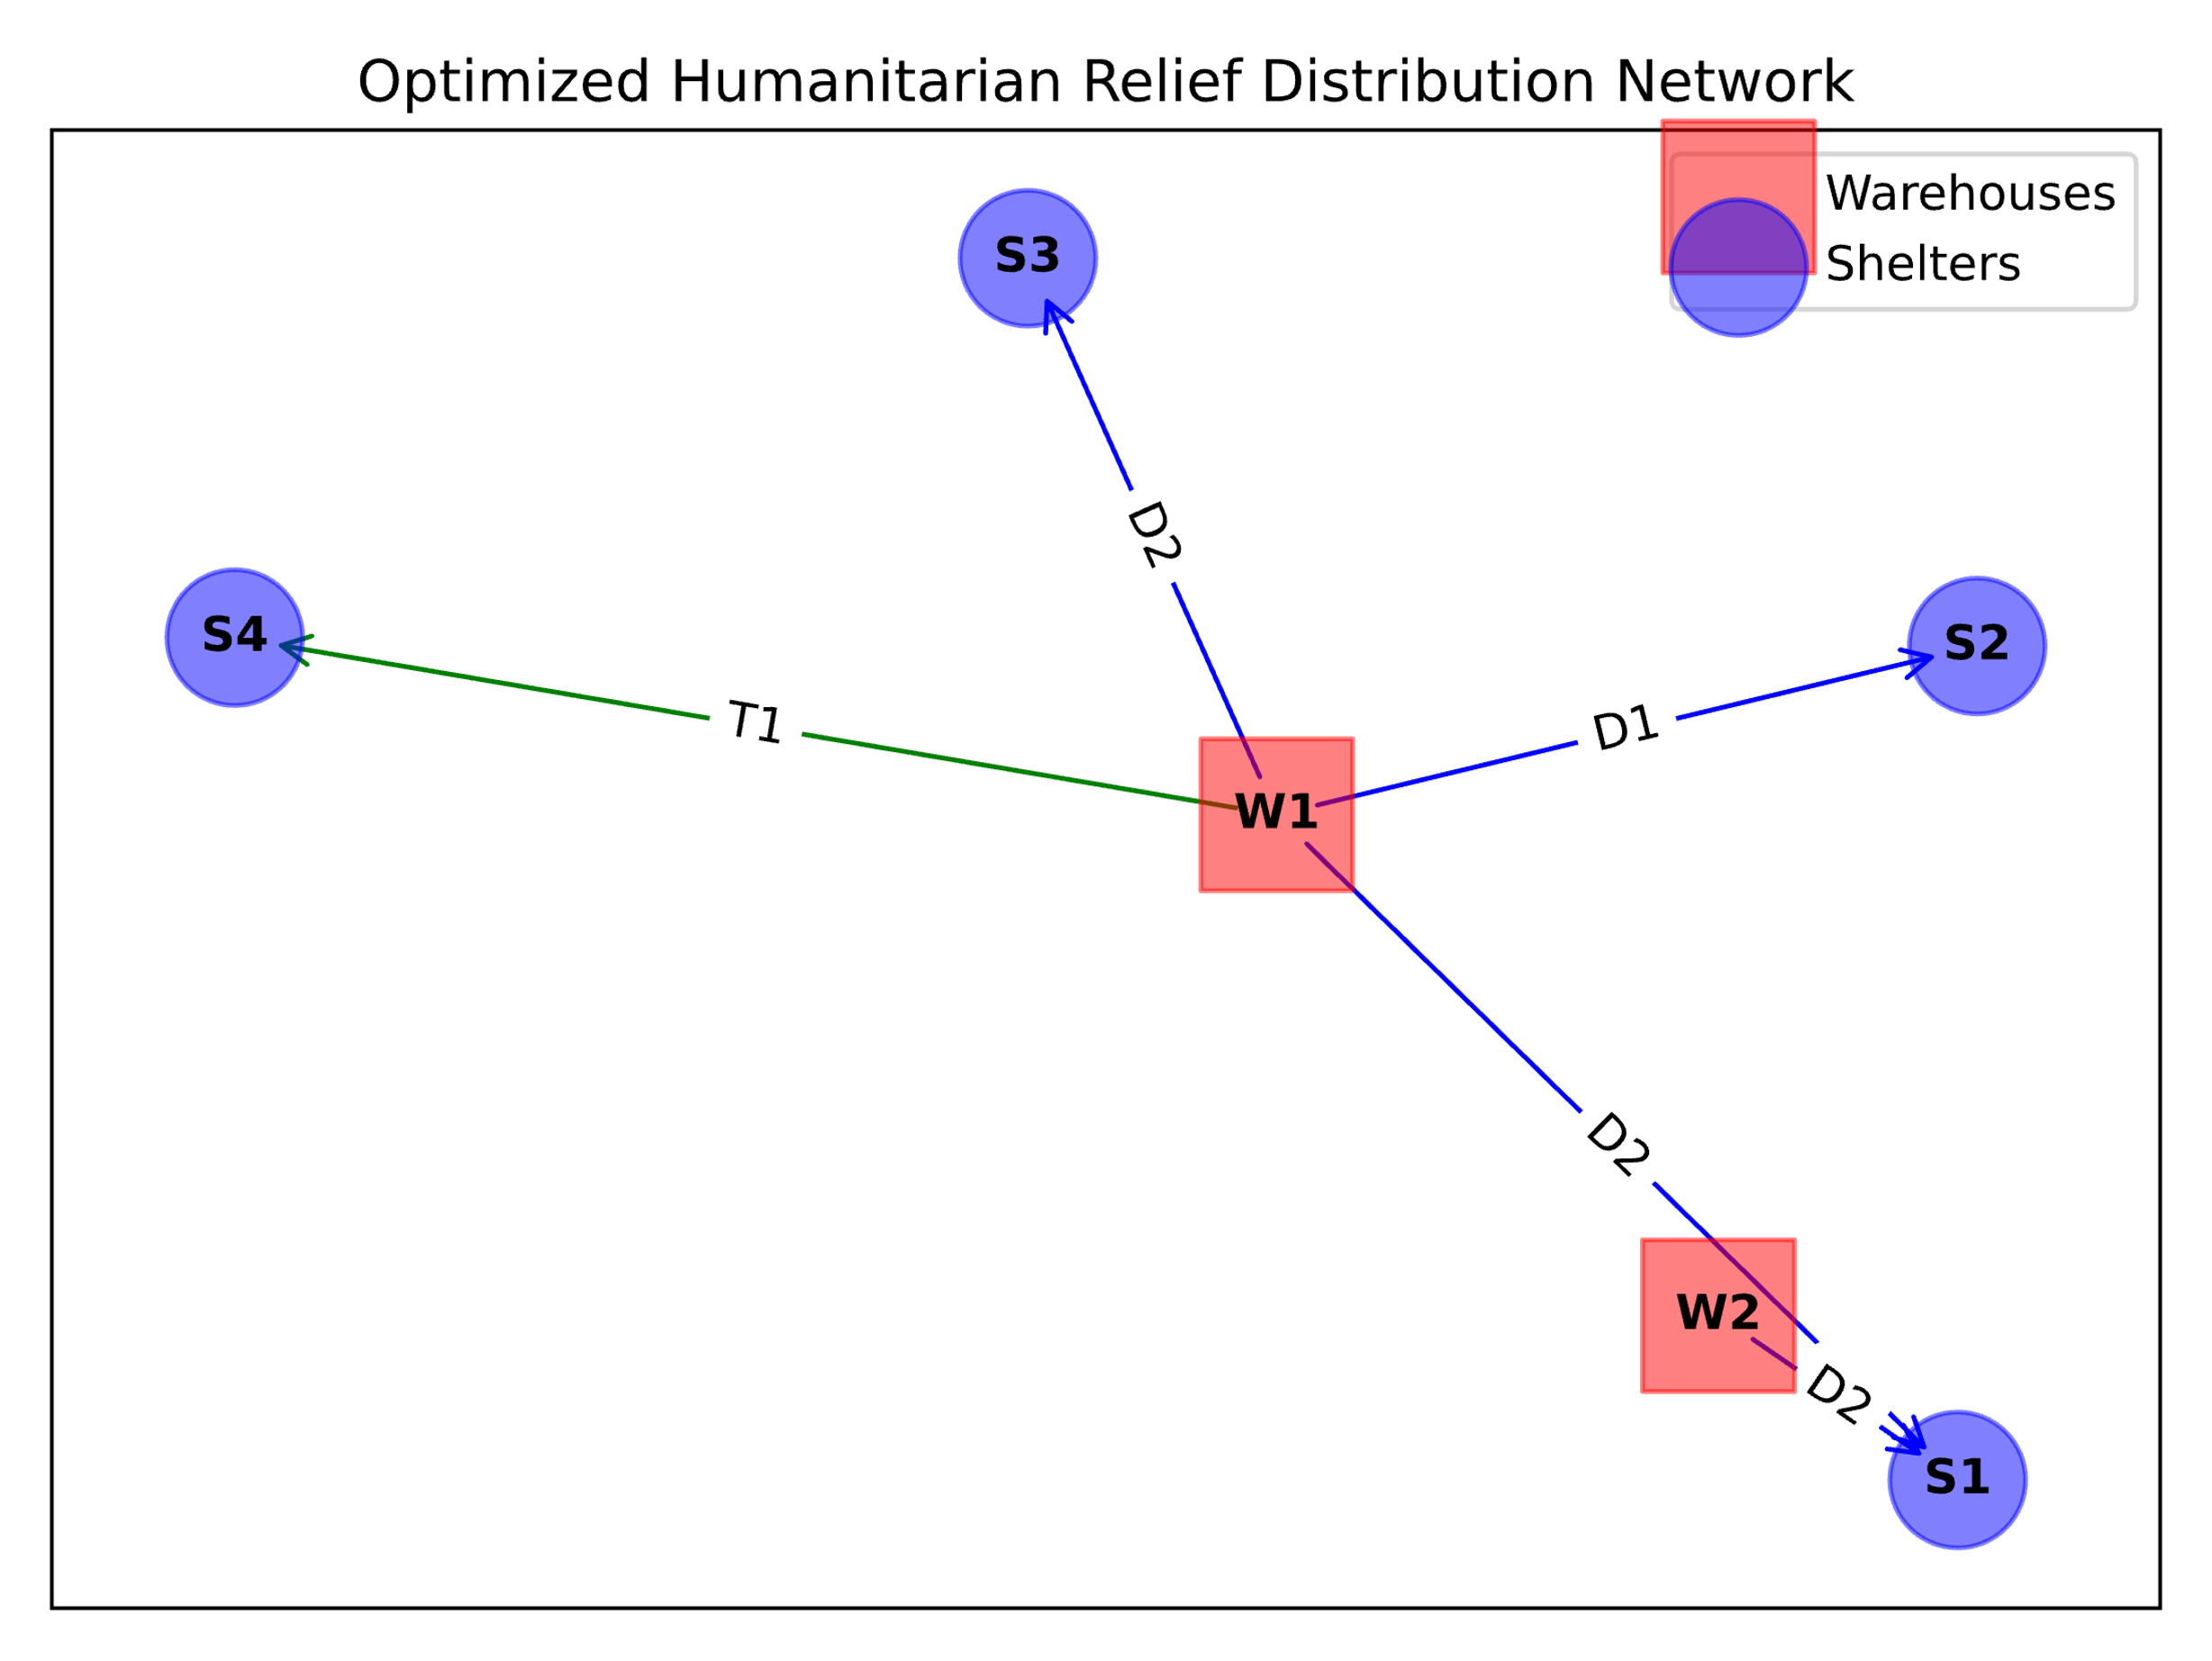 Optimized Humanitarian Relief Distribution Network
Warehouses
Shelters
S3
D2
S4
S2
T1
D1
W1
D2
W2
D2
S1